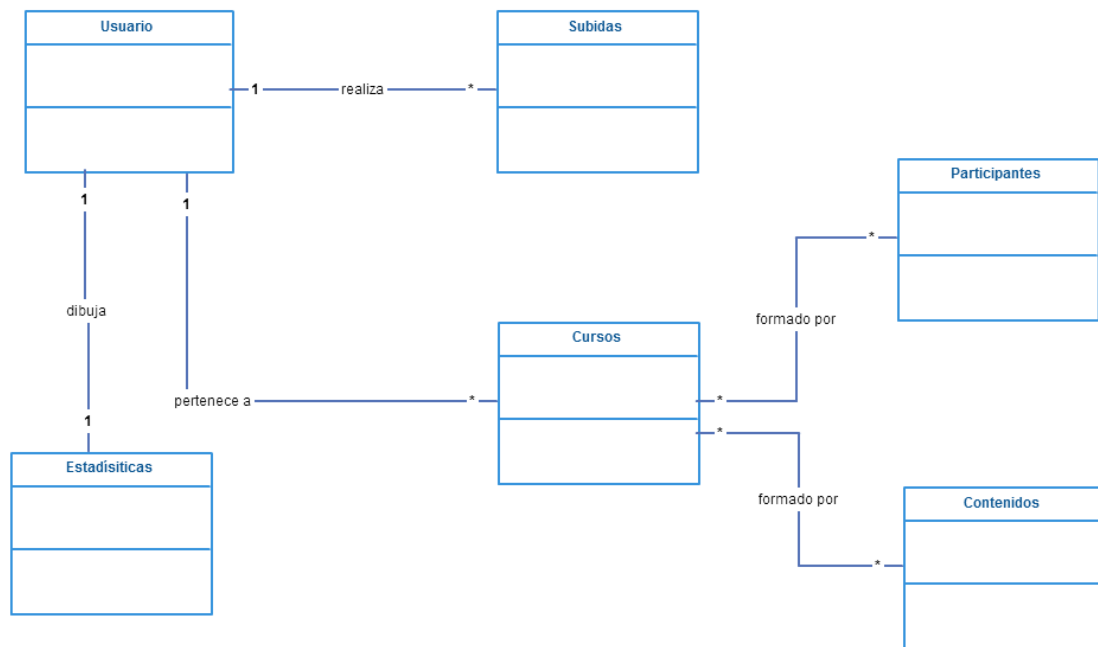 Usuario
Subidas
1 realiza *
Participantes
1
1
*
dibuja
formado por
Cursos
pertenece a *
*
1
*
Estadísiticas
formado por
Contenidos
*